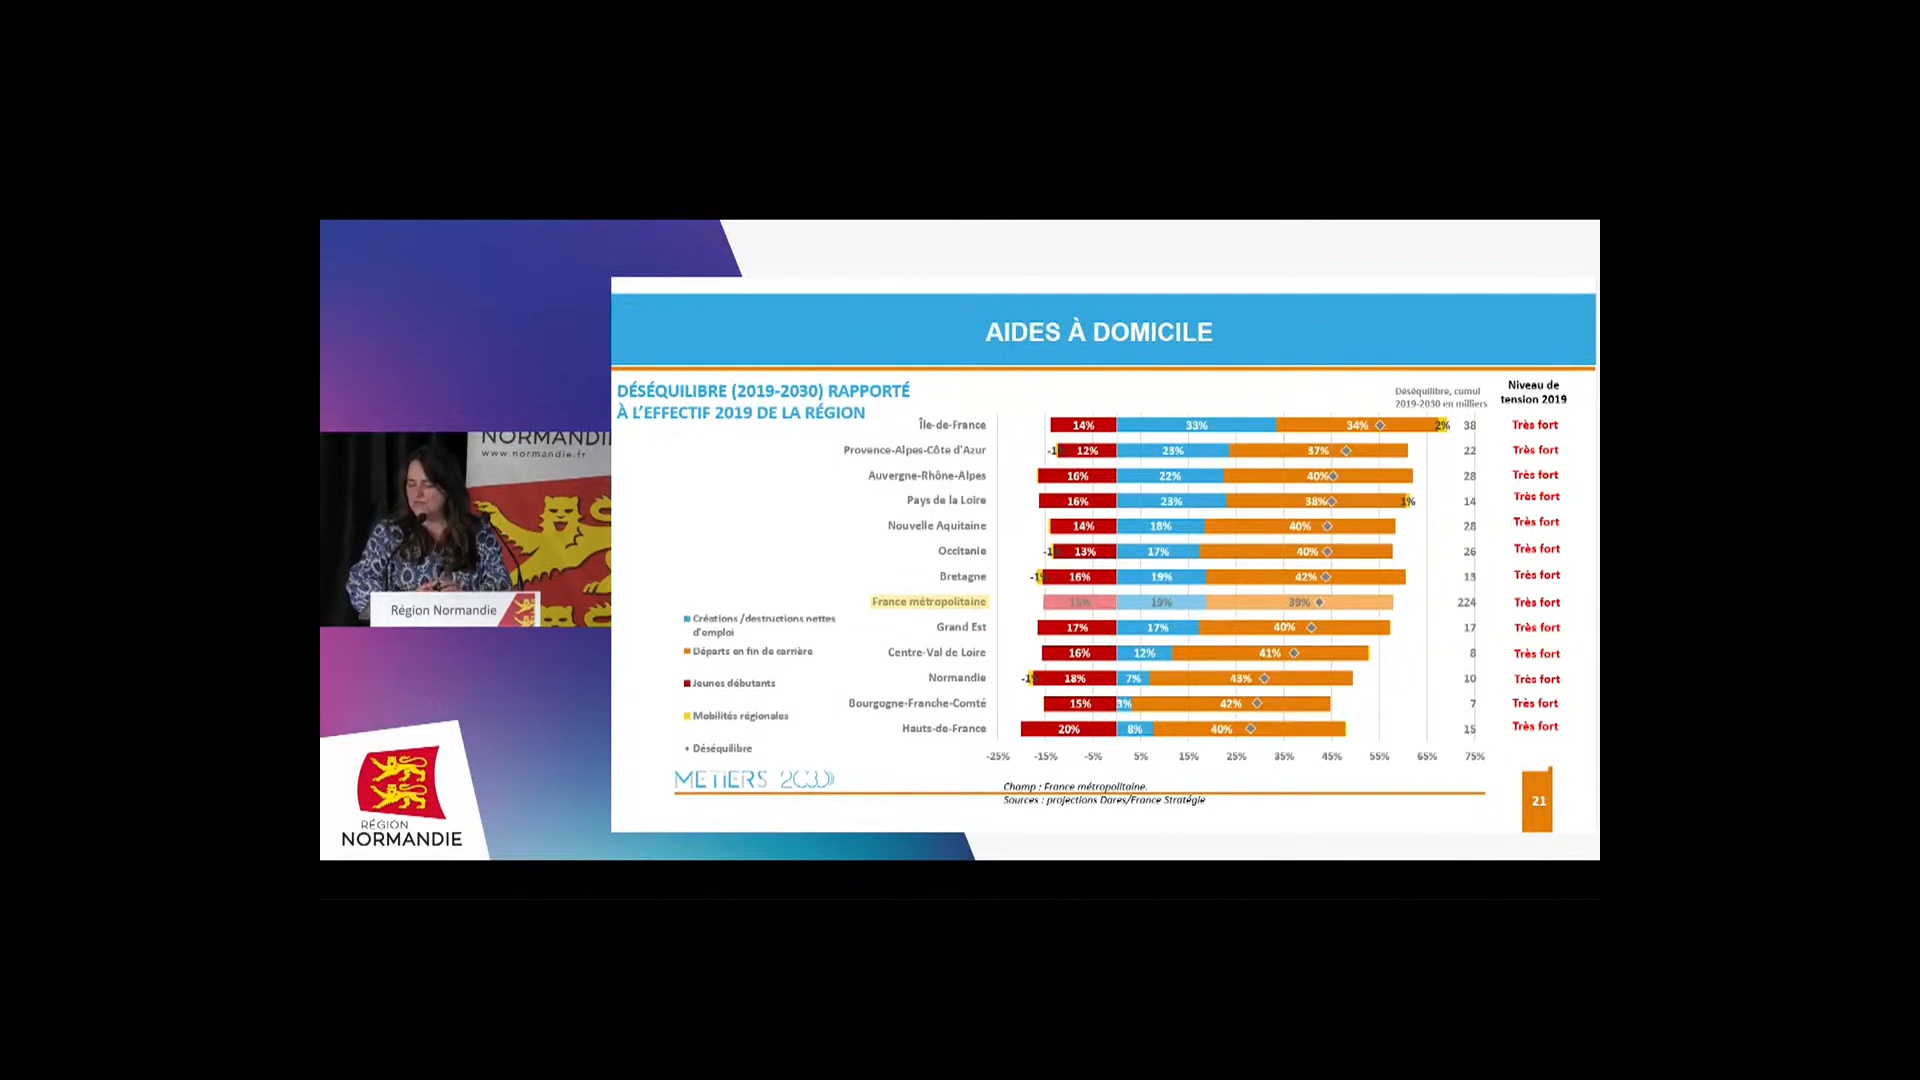 AIDES À DOMICILE
DÉSÉQUILIBRE (2019-2030) RAPPORTÉ
À L'EFFECTIF 2019 DE LA RÉGION
Déséquilibre, cumul
2019-2030 en milliers
Niveau de
tension 2019
Île-de-France 14% 33% 34% 2% 38 Très fort
Provence-Alpes-Côte d'Azur -1 12% 23% 37% 22 Très fort
Auvergne-Rhône-Alpes 16% 22% 40% 28 Très fort
Pays de la Loire 16% 23% 38% 1% 14 Très fort
Nouvelle Aquitaine 14% 18% 40% 28 Très fort
Occitanie -1 13% 17% 40% 26 Très fort
Bretagne -1% 16% 19% 42% 13 Très fort
France métropolitaine 15% 19% 39% 224 Très fort
Grand Est 17% 17% 40% 17 Très fort
Centre-Val de Loire 16% 12% 41% 8 Très fort
Normandie -1% 18% 7% 43% 10 Très fort
Bourgogne-Franche-Comté 15% 3% 42% 7 Très fort
Hauts-de-France 20% 8% 40% 15 Très fort
-25% -15% -5% 5% 15% 25% 35% 45% 55% 65% 75%
Créations /destructions nettes
d'emploi
Départs en fin de carrière
Jeunes débutants
Mobilités régionales
Déséquilibre
METIERS 2030
Champ : France métropolitaine.
Sources : projections Dares/France Stratégie
21
NORMANDI
www.normandie.fr
Région Normandie
RÉGION
NORMANDIE